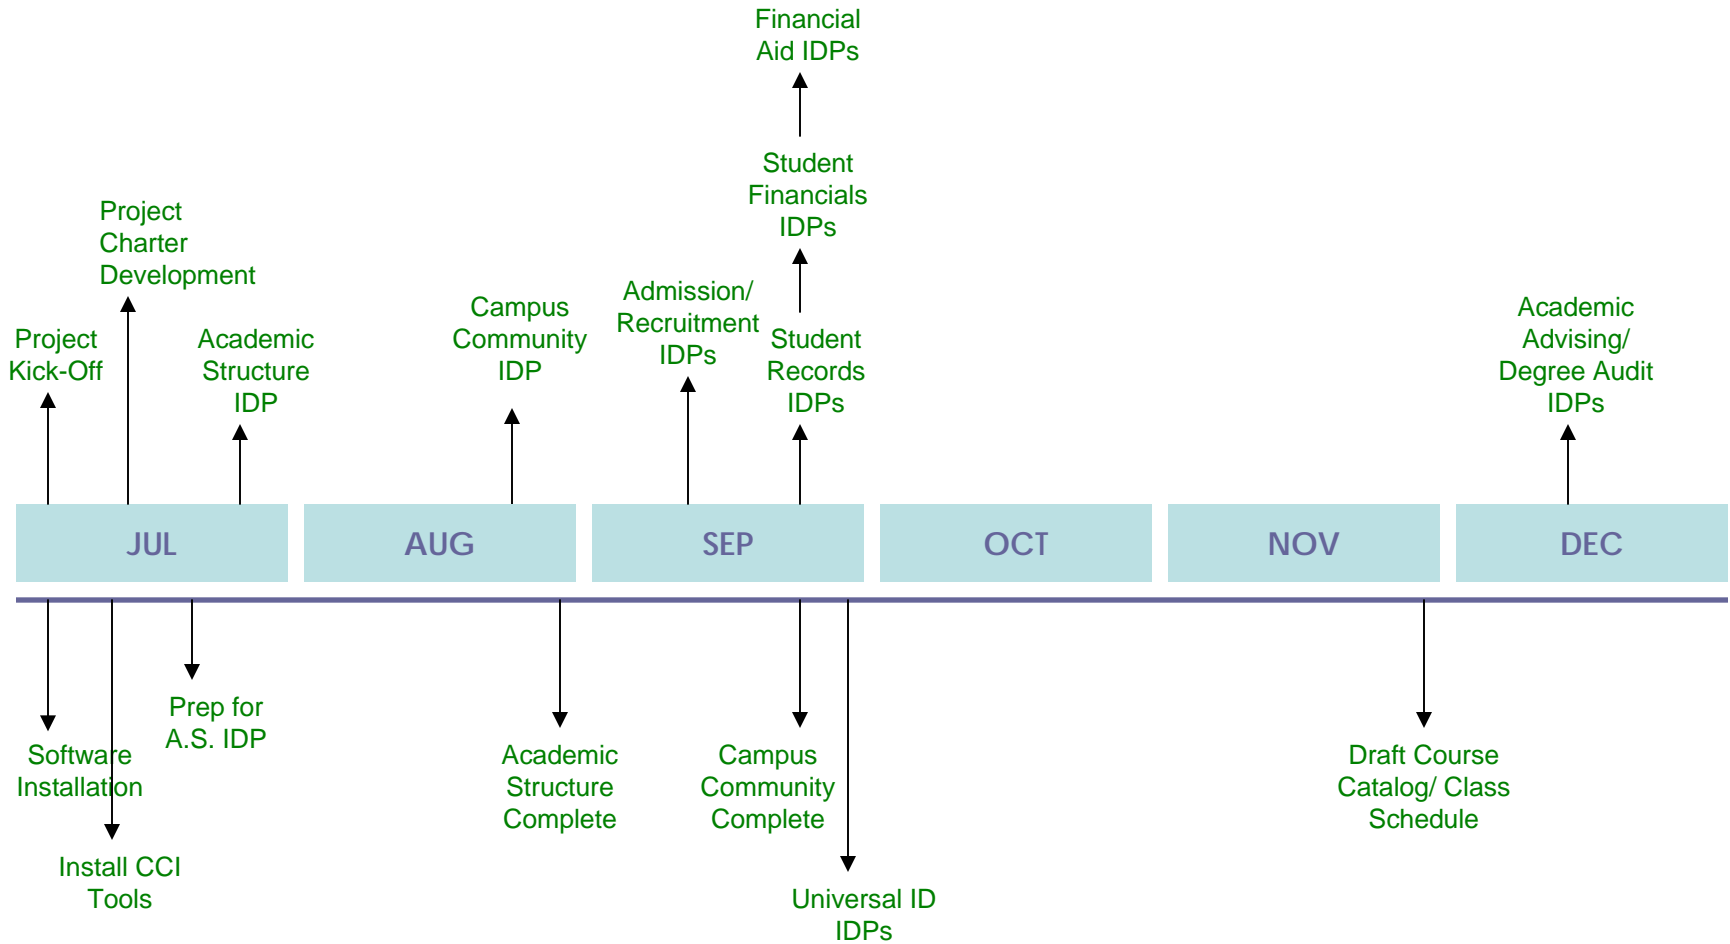 Financial
Aid IDPs
Student
Financials
IDPs
Project
Charter
Development
Project
Kick-Off
Academic
Structure
IDP
Campus
Community
IDP
Admission/
Recruitment
IDPs
Student
Records
IDPs
Academic
Advising/
Degree Audit
IDPs
JUL
AUG
SEP
OCT
NOV
DEC
Software
Installation
Install CCI
Tools
Prep for
A.S. IDP
Academic
Structure
Complete
Campus
Community
Complete
Universal ID
IDPs
Draft Course
Catalog/ Class
Schedule